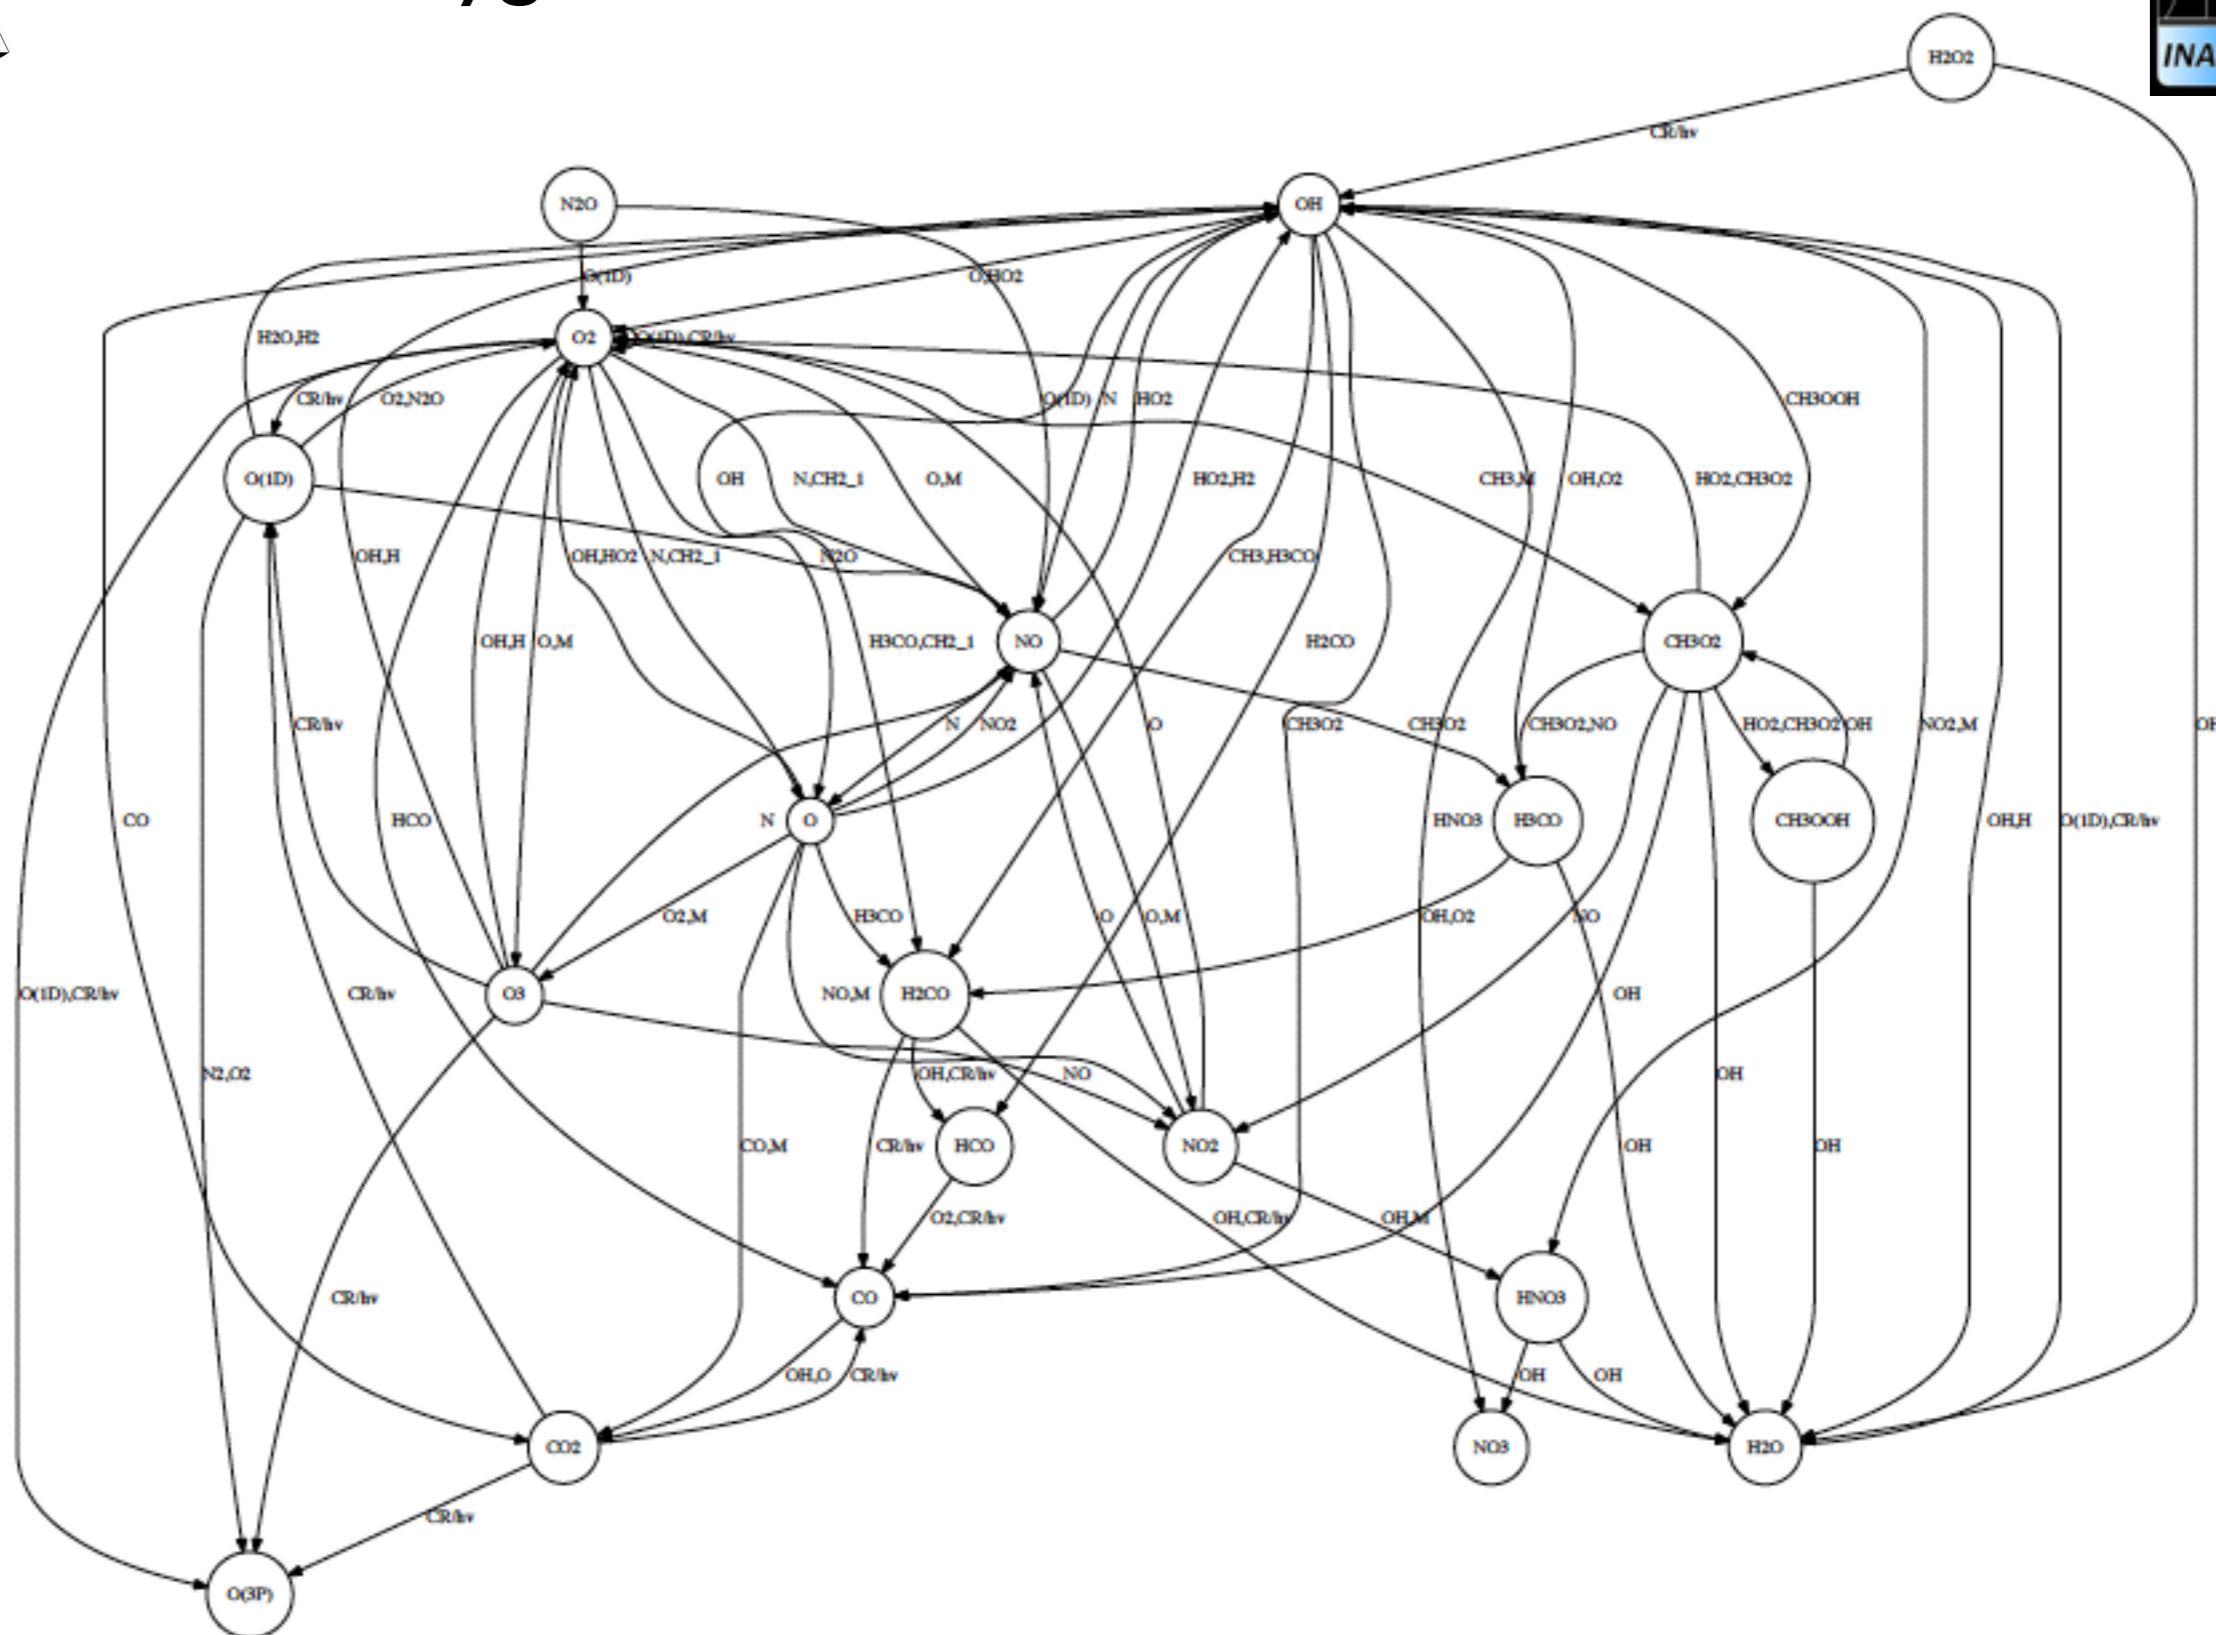 H2O2
INA
CR/hv
N2O
OH
O(1D)
O,HO2
H2O,H2
O2
O(1D),CR/hv
CR/hv
O2,N2O
O(1D)
N
HO2
CH3OOH
O(1D)
OH
N,CH2_1
O,M
HO2,H2
CH3,M
OH,O2
HO2,CH3O2
OH,H
OH,HO2
N,CH2_1
N2O
CH3,H3CO
OH,H
O,M
H3CO,CH2_1
NO
H2CO
CH3O2
CR/hv
N
NO2
O
CH3O2
CH3O2
CH3O2,NO
HO2,CH3O2
OH
NO2,M
OH
CO
HCO
N
O
HNO3
H3CO
CH3OOH
OH,H
O(1D),CR/hv
O2,M
H3CO
O
O,M
OH,O2
NO
O(1D),CR/hv
CR/hv
O3
NO,M
H2CO
OH
N2,O2
OH,CR/hv
NO
OH
CO,M
CR/hv
HCO
NO2
OH
OH
O2,CR/hv
OH,CR/hv
OH,M
CR/hv
CO
HNO3
OH,O
CR/hv
OH
OH
CO2
NO3
H2O
CR/hv
O(3P)